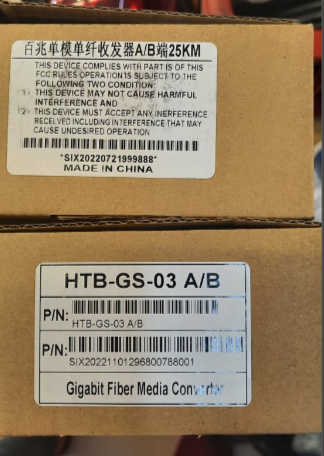 百兆单模单纤收发器A/B端25KM
THIS DEVICE COMPLIES WITH PART IS OF THIS
FCC RULES OPERATION IS SUBJECT TO THE
FOLLOWING TWO CONDITION
(1) THIS DEVICE MAY NOT CAUSE HARMFUL
INTERFERENCE AND
(2) THIS DEVICE MUST ACCEPT ANY INERFERENCE
RECEIVED INCLUDING INTERFERENCE THAT MAY
CAUSE UNDESIRED OPERATION
*SIX20220721999888*
MADE IN CHINA
HTB-GS-03 A/B
P/N:
HTB-GS-03 A/B
P/N:
SIX20221101296800788001
Gigabit Fiber Media Converter